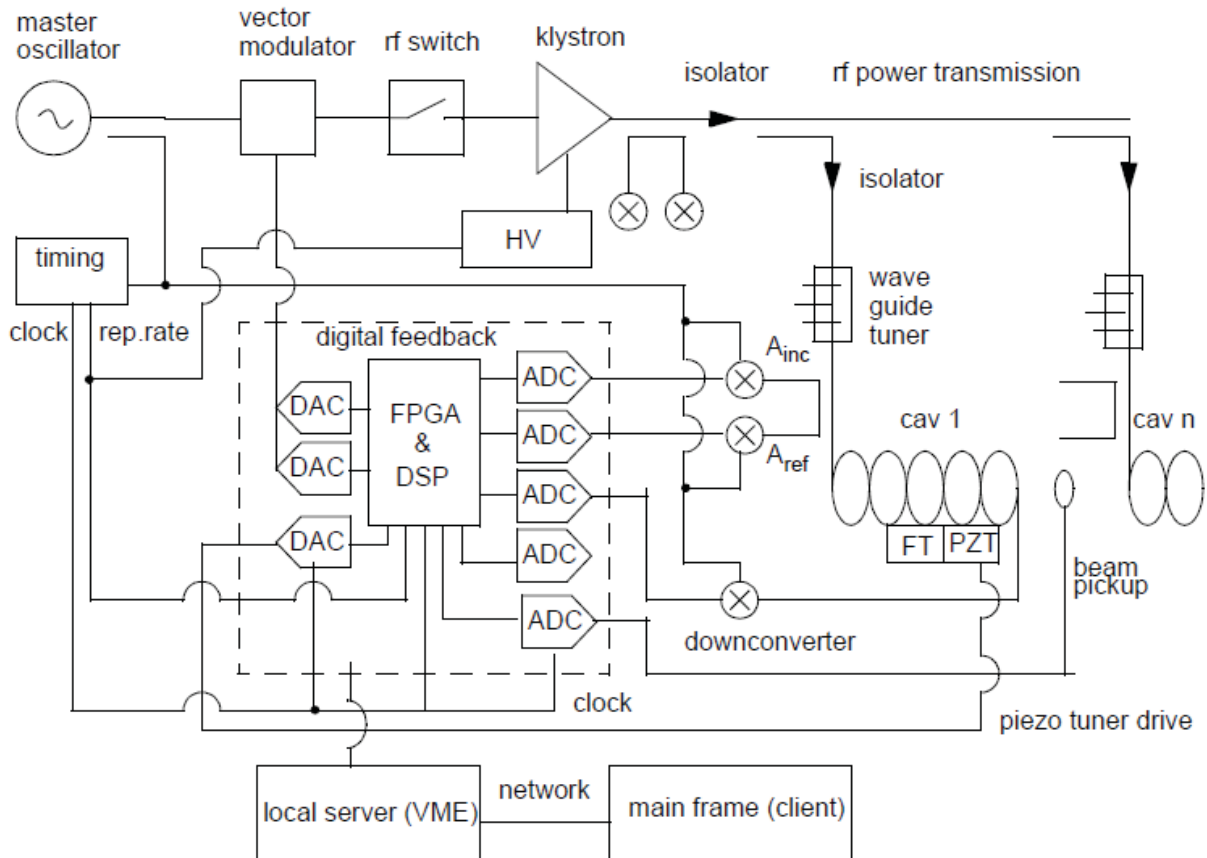 master
oscillator
vector
modulator
rf switch
klystron
isolator
rf power transmission
isolator
HV
timing
wave
guide
tuner
clock
rep.rate
digital feedback
Ainc
ADC
DAC
FPGA
&
DSP
ADC
Aref
cav 1
cav n
DAC
ADC
DAC
ADC
FT
PZT
beam
pickup
ADC
downconverter
clock
piezo tuner drive
local server (VME)
network
main frame (client)